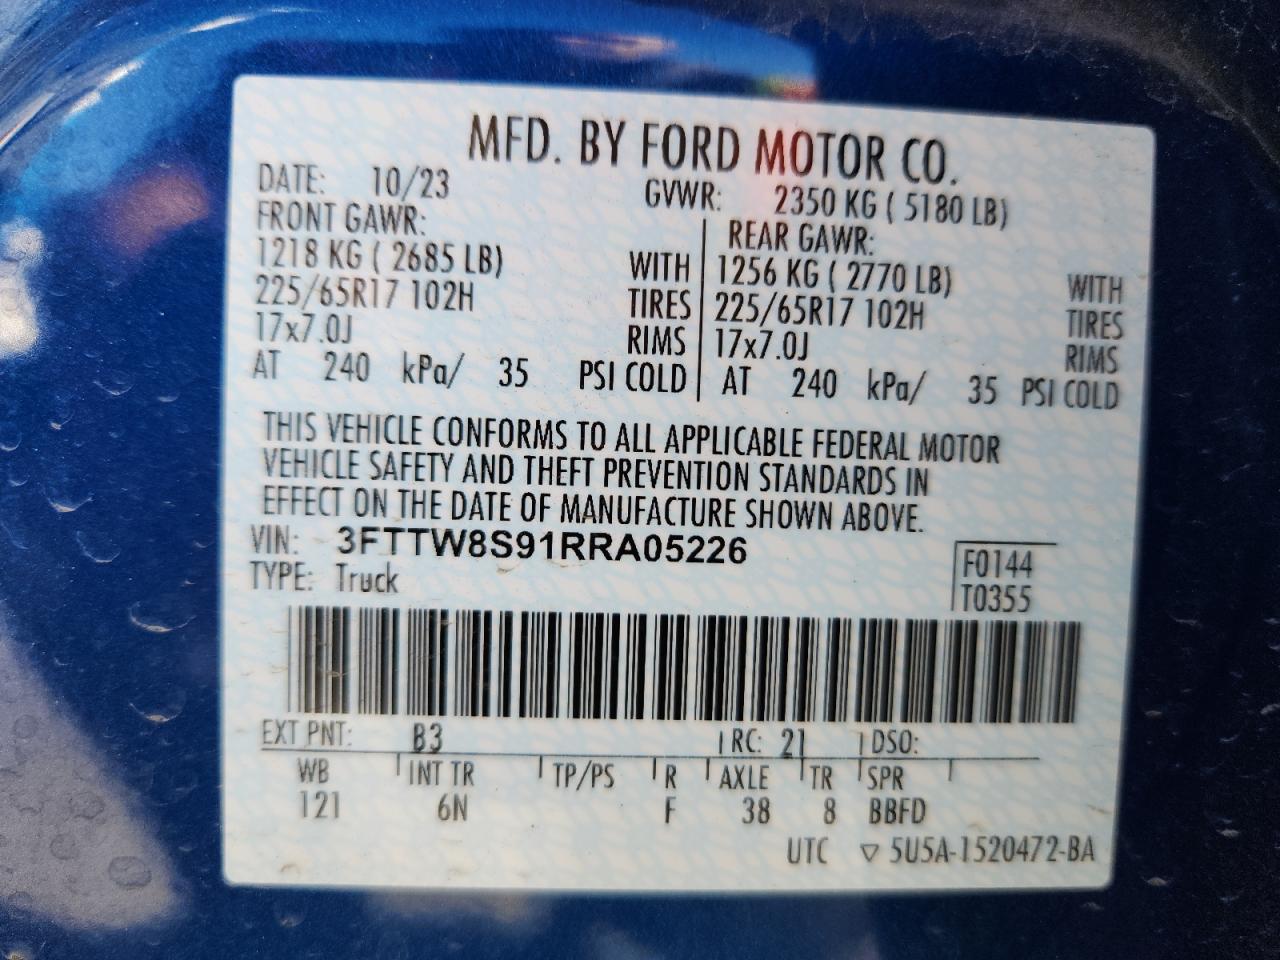 MFD. BY FORD MOTOR CO.
DATE: 10/23 GVWR: 2350 KG ( 5180 LB)
FRONT GAWR: REAR GAWR:
1218 KG ( 2685 LB) WITH 1256 KG ( 2770 LB) WITH
225/65R17 102H TIRES 225/65R17 102H TIRES
17x7.0J RIMS 17x7.0J RIMS
AT 240 kPa/ 35 PSI COLD AT 240 kPa/ 35 PSI COLD
THIS VEHICLE CONFORMS TO ALL APPLICABLE FEDERAL MOTOR
VEHICLE SAFETY AND THEFT PREVENTION STANDARDS IN
EFFECT ON THE DATE OF MANUFACTURE SHOWN ABOVE.
VIN: 3FTTW8S91RRA05226
TYPE: Truck
F0144
T0355
EXT PNT: B3 RC: 21 DSO:
WB INT TR TP/PS R AXLE TR SPR
121 6N F 38 8 BBFD
UTC ▽ 5U5A-1520472-BA